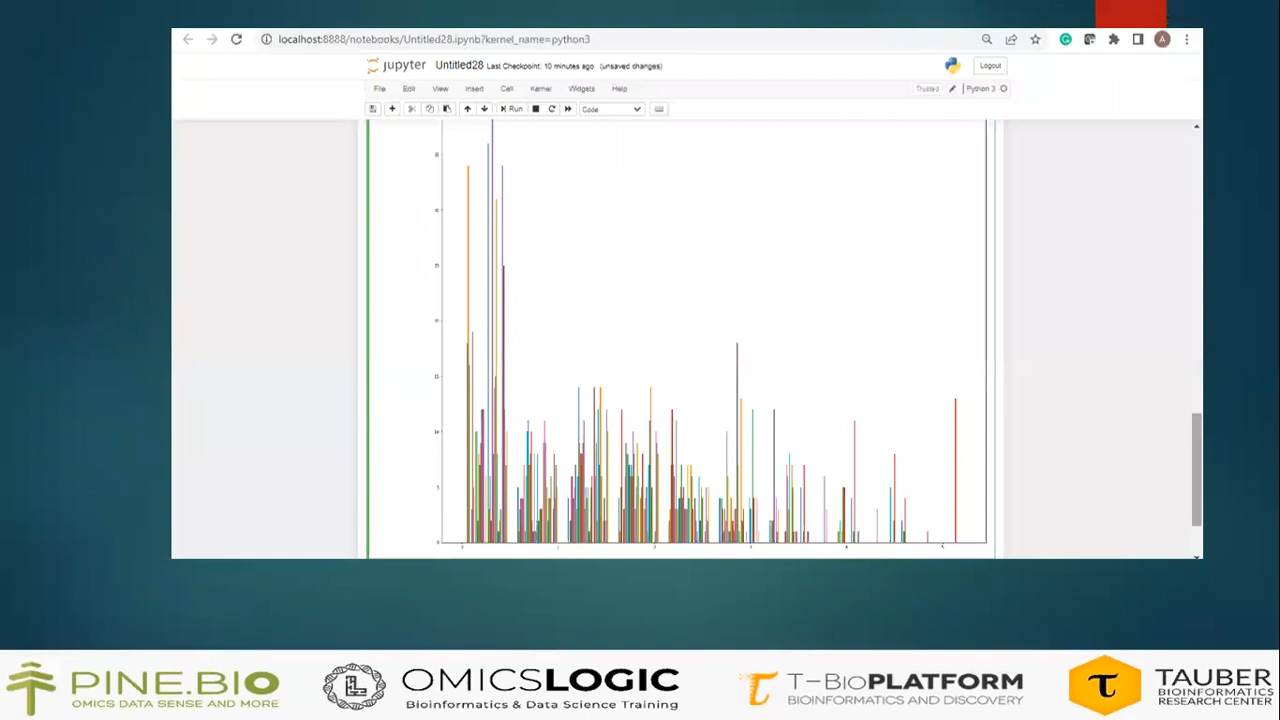 localhost:8888/notebooks/Untitled28.ipynb?kernel_name=python3
A
jupyter Untitled28 Last Checkpoint: 10 minutes ago (unsaved changes)
Logout
File Edit View Insert Cell Kernel Widgets Help
Trusted Python 3
Run Code
PINE.BIO
OMICS DATA SENSE AND MORE
OMICSLOGIC
Bioinformatics & Data Science Training
T-BioPLATFORM
BIOINFORMATICS AND DISCOVERY
TAUBER
BIOINFORMATICS
RESEARCH CENTER